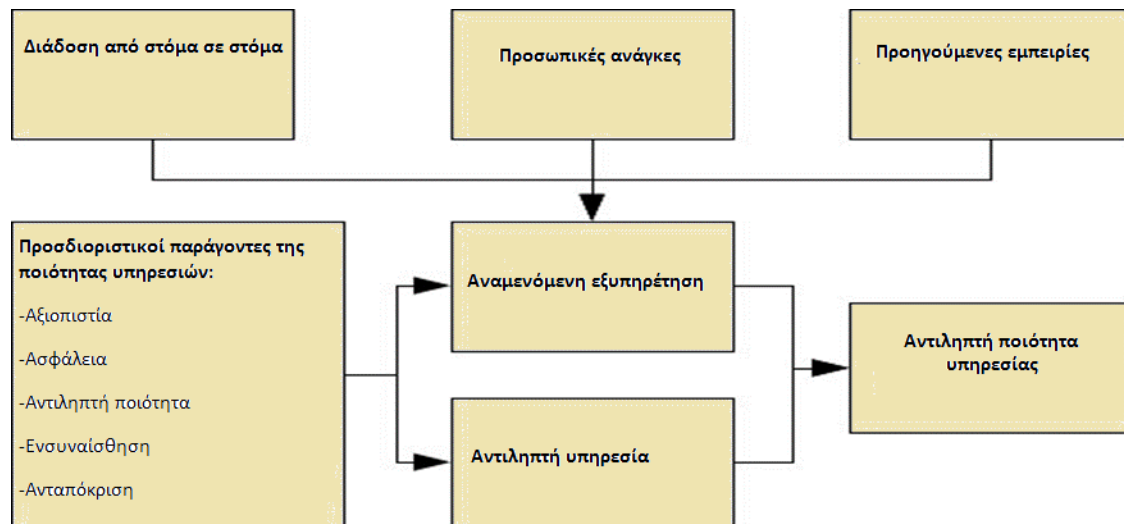 Διάδοση από στόμα σε στόμα
Προσωπικές ανάγκες
Προηγούμενες εμπειρίες
Προσδιοριστικοί παράγοντες της
ποιότητας υπηρεσιών:
-Αξιοπιστία
-Ασφάλεια
-Αντιληπτή ποιότητα
-Ενσυναίσθηση
-Ανταπόκριση
Αναμενόμενη εξυπηρέτηση
Αντιληπτή υπηρεσία
Αντιληπτή ποιότητα
υπηρεσίας